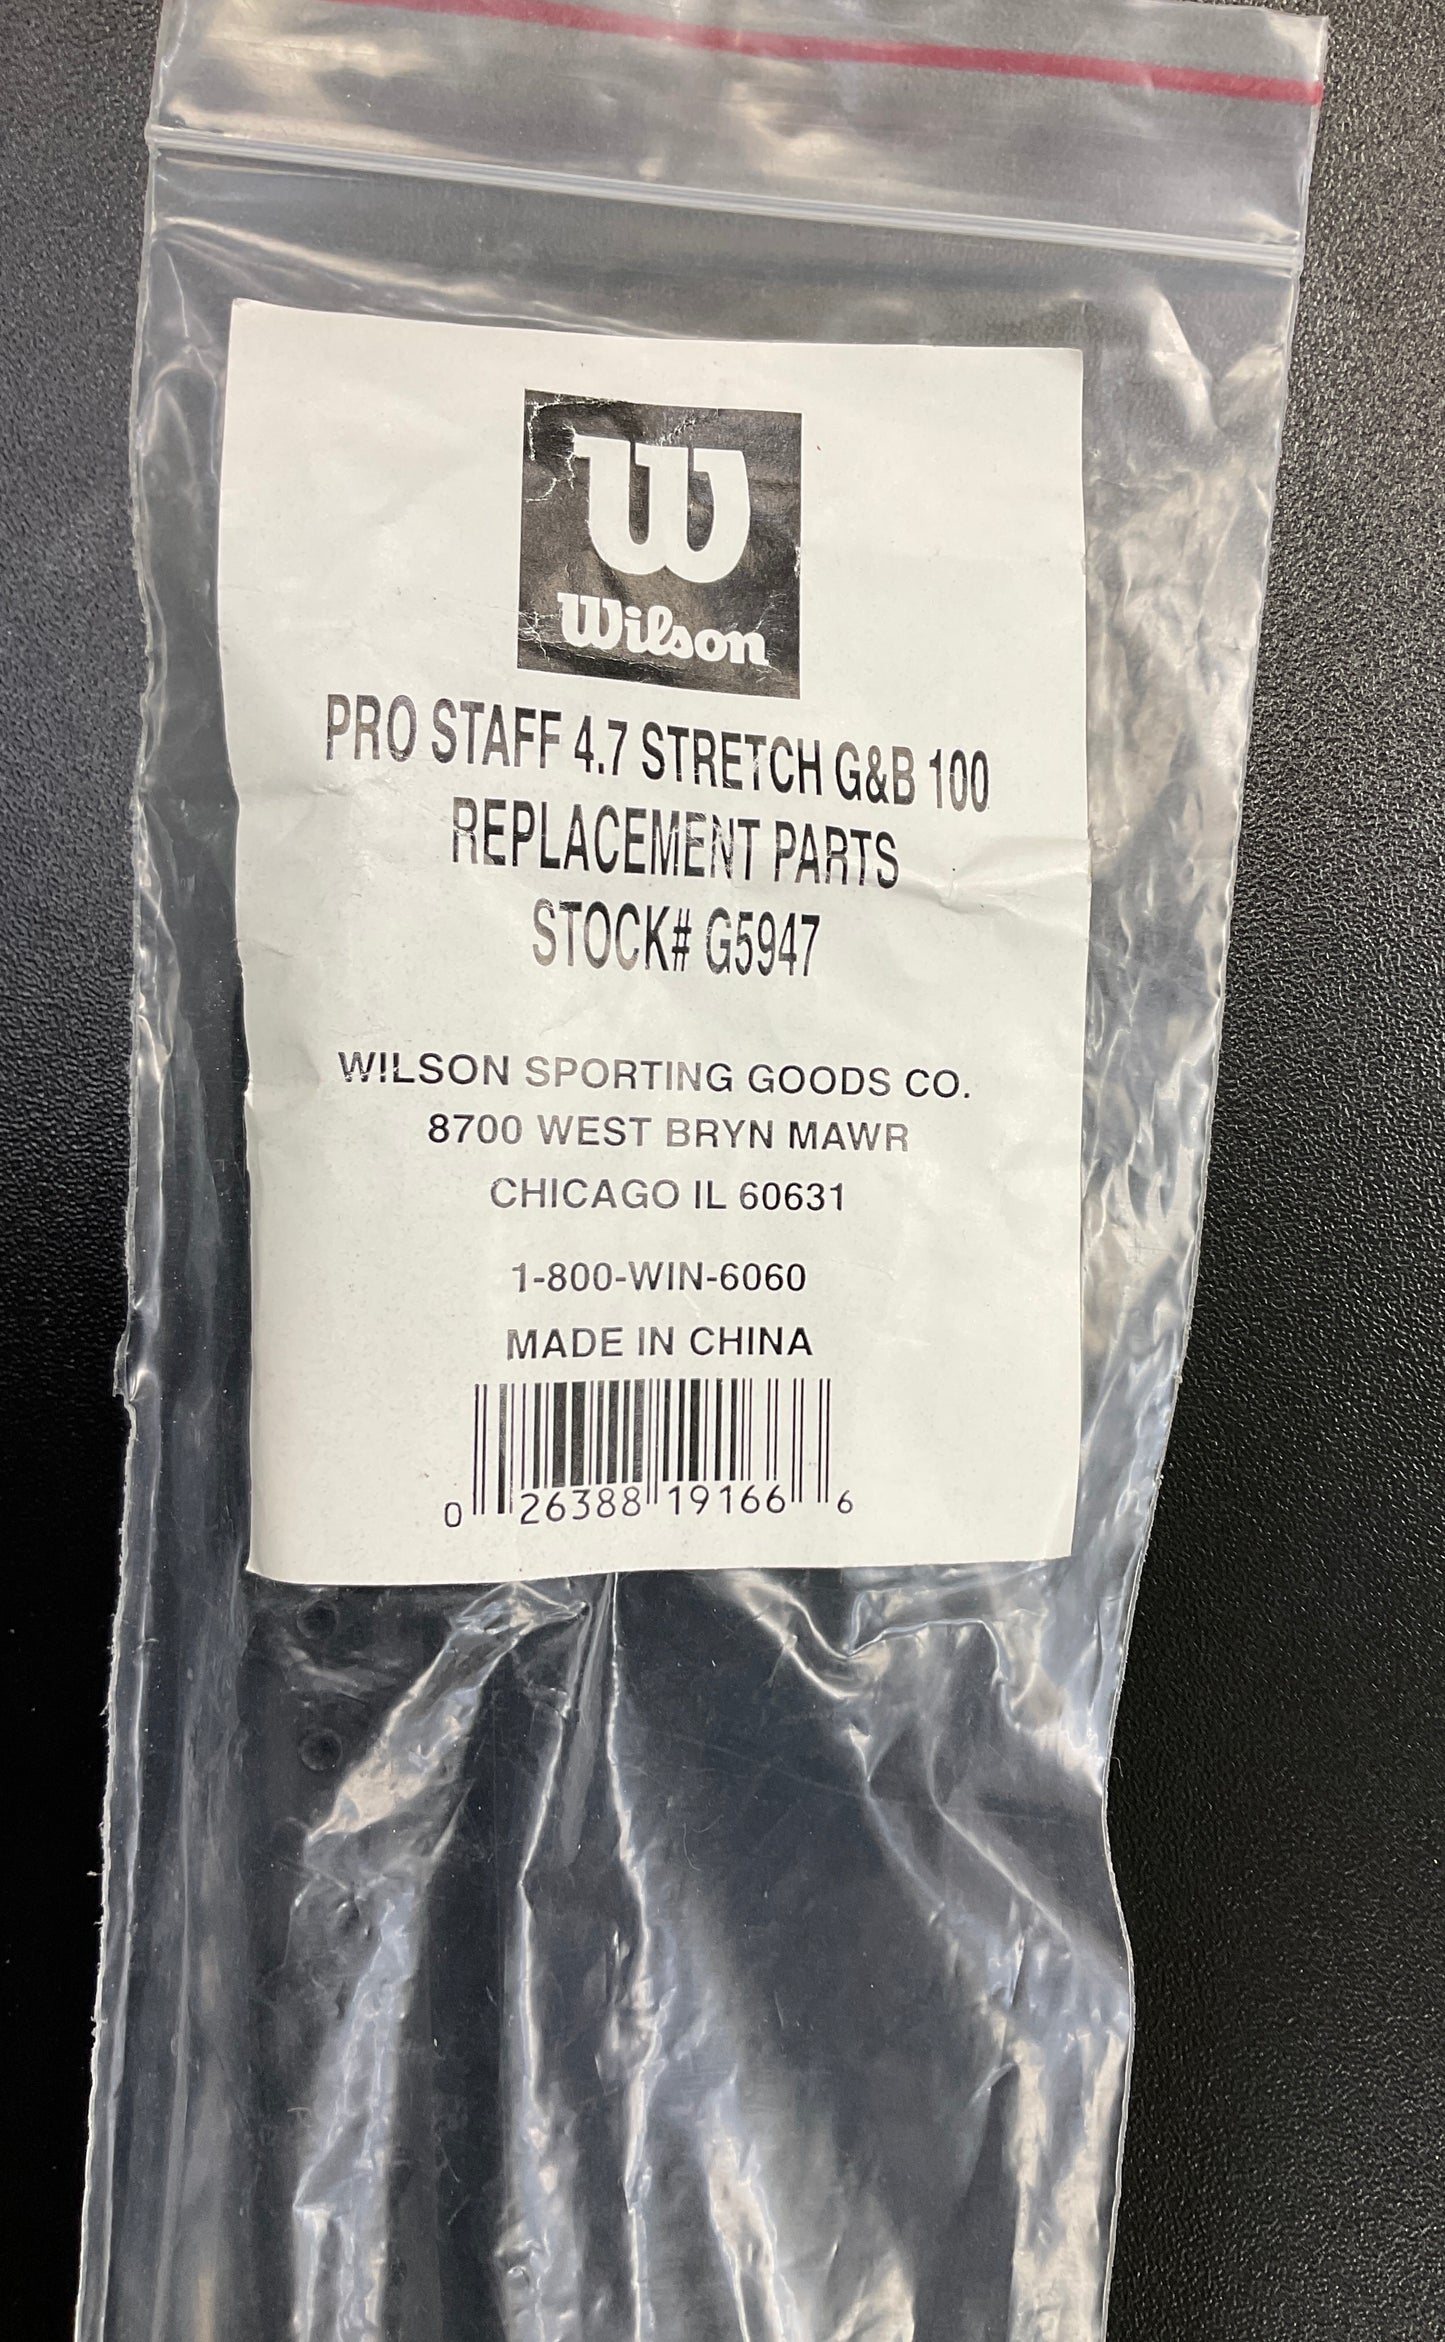 W
Wilson
PRO STAFF 4.7 STRETCH G&B 100
REPLACEMENT PARTS
STOCK# G5947
WILSON SPORTING GOODS CO.
8700 WEST BRYN MAWR
CHICAGO IL 60631
1-800-WIN-6060
MADE IN CHINA
0 26388 19166 6